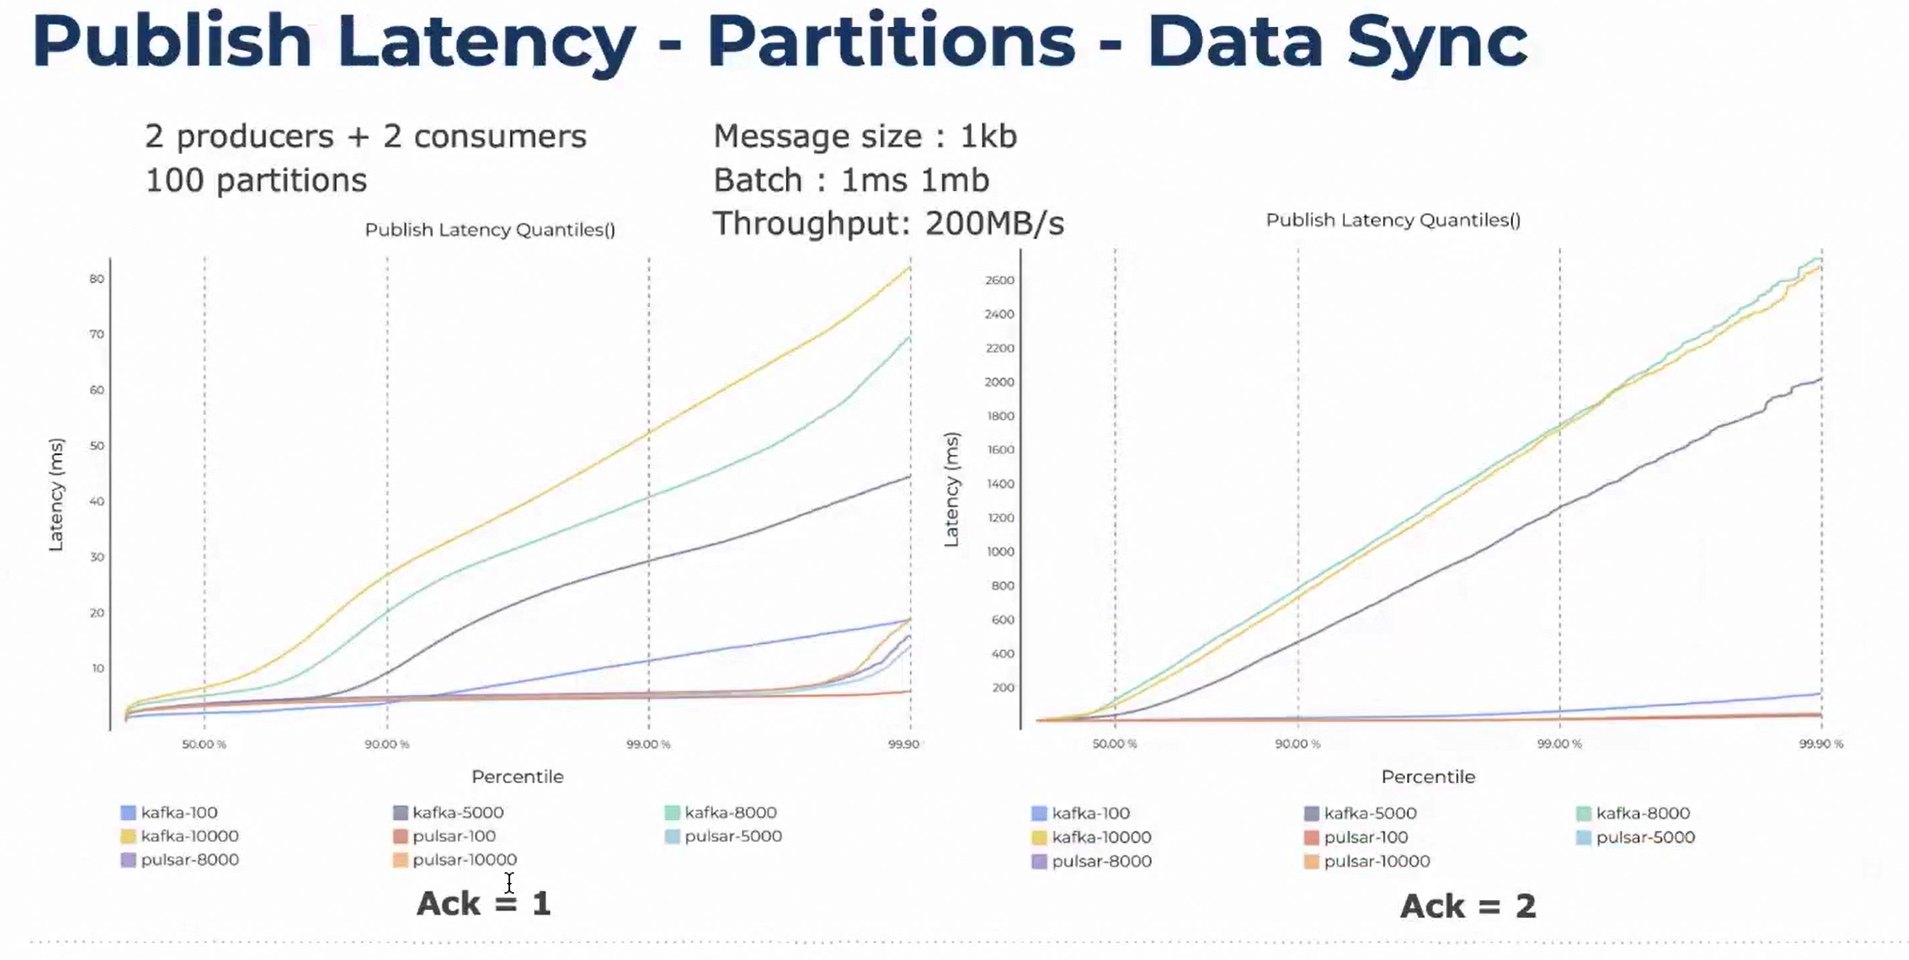 Publish Latency - Partitions - Data Sync
2 producers + 2 consumers
100 partitions
Message size : 1kb
Batch : 1ms 1mb
Throughput: 200MB/s
Publish Latency Quantiles()
80
70
60
50
40
30
20
10
Latency (ms)
50.00 % 90.00 % 99.00 % 99.90
Percentile
kafka-100 kafka-5000 kafka-8000
kafka-10000 pulsar-100 pulsar-5000
pulsar-8000 pulsar-10000
Ack = 1
Publish Latency Quantiles()
2600
2400
2200
2000
1800
1600
1400
1200
1000
800
600
400
200
Latency (ms)
50.00 % 90.00 % 99.00 % 99.90 %
Percentile
kafka-100 kafka-5000 kafka-8000
kafka-10000 pulsar-100 pulsar-5000
pulsar-8000 pulsar-10000
Ack = 2